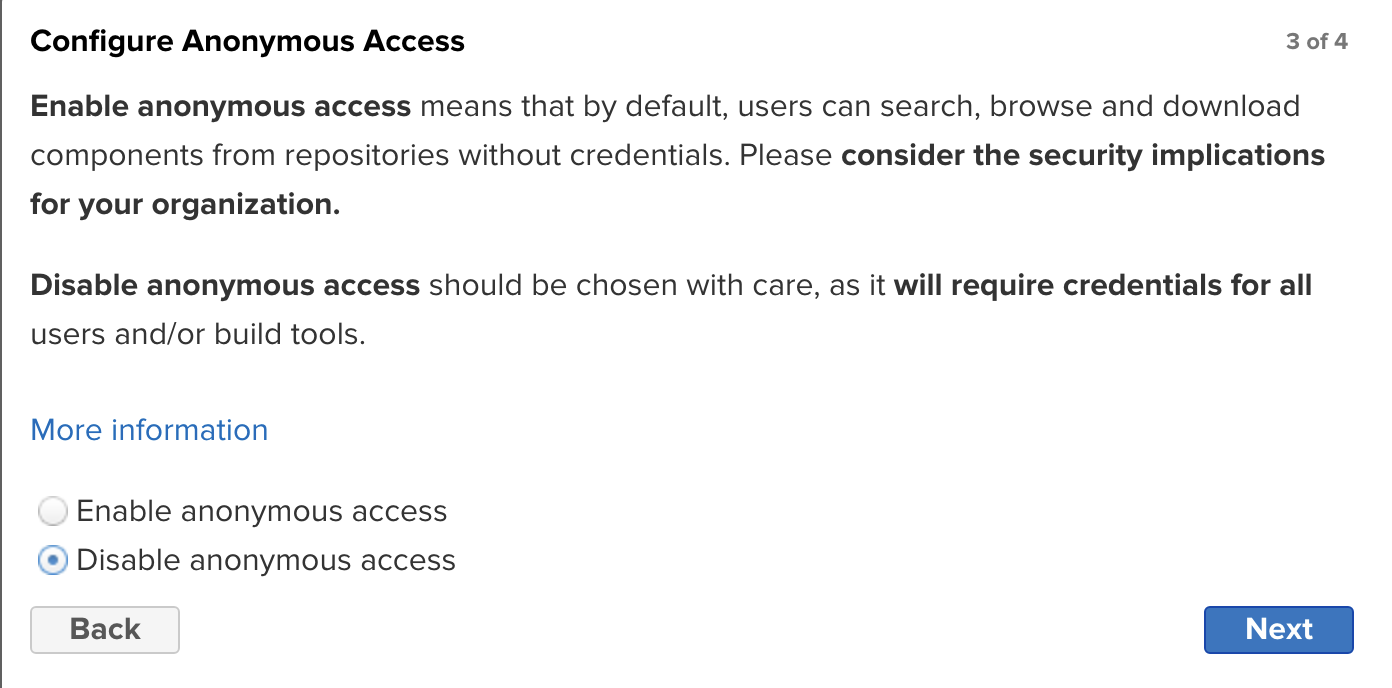 Configure Anonymous Access
3 of 4
Enable anonymous access means that by default, users can search, browse and download
components from repositories without credentials. Please consider the security implications
for your organization.
Disable anonymous access should be chosen with care, as it will require credentials for all
users and/or build tools.
More information
Enable anonymous access
Disable anonymous access
Back
Next